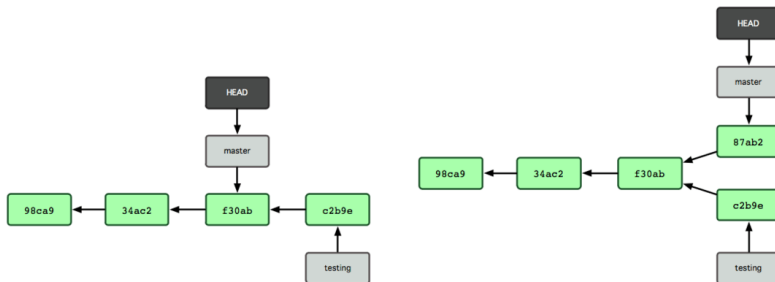 HEAD
master
98ca9
34ac2
f30ab
c2b9e
testing
HEAD
master
87ab2
98ca9
34ac2
f30ab
c2b9e
testing